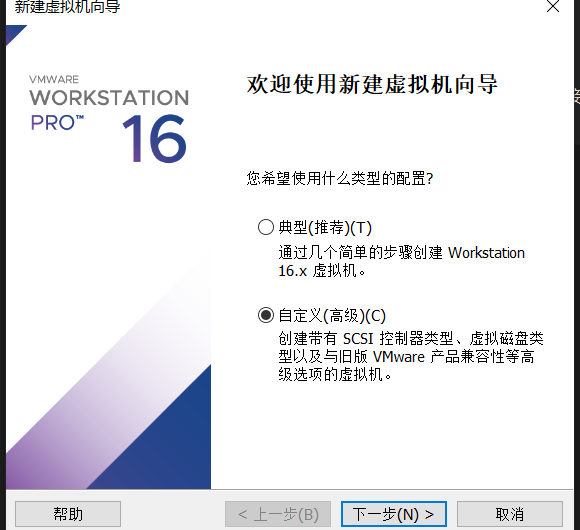 新建虚拟机向导
VMWARE
WORKSTATION
PRO™ 16
欢迎使用新建虚拟机向导
您希望使用什么类型的配置?
典型(推荐)(T)
通过几个简单的步骤创建 Workstation
16.x 虚拟机。
自定义(高级)(C)
创建带有 SCSI 控制器类型、虚拟磁盘类
型以及与旧版 VMware 产品兼容性等高
级选项的虚拟机。
帮助
< 上一步(B)
下一步(N) >
取消